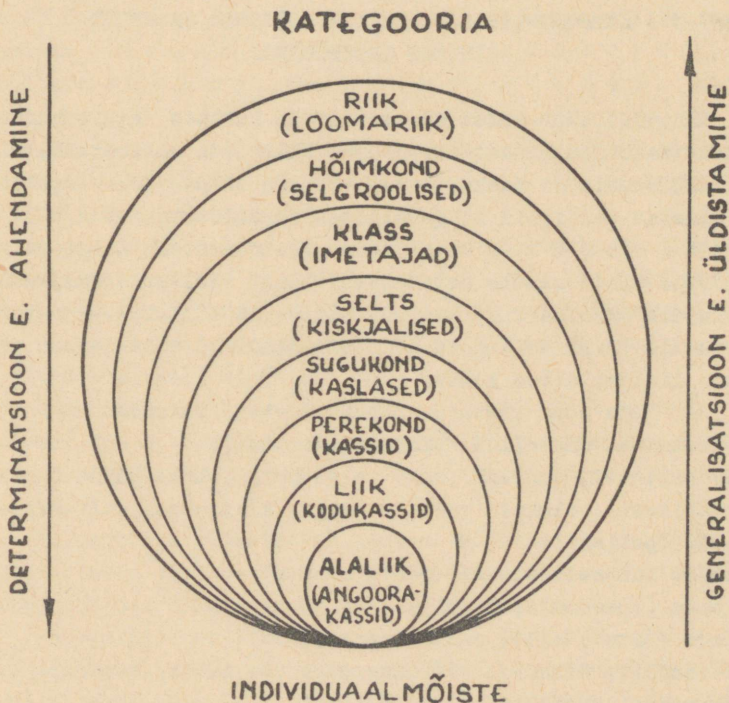 KATEGOORIA
DETERMINATSIOON E. AHENDAMINE
RIIK
(LOOMARIIK)
HÕIMKOND
(SELGROOLISED)
KLASS
(IMETAJAD)
SELTS
(KISKJALISED)
SUGUKOND
(KASLASED)
PEREKOND
(KASSID)
LIIK
(KODUKASSID)
ALALIIK
(ANGOORA-
KASSID)
GENERALISATSIOON E. ÜLDISTAMINE
INDIVIDUAALMÕISTE